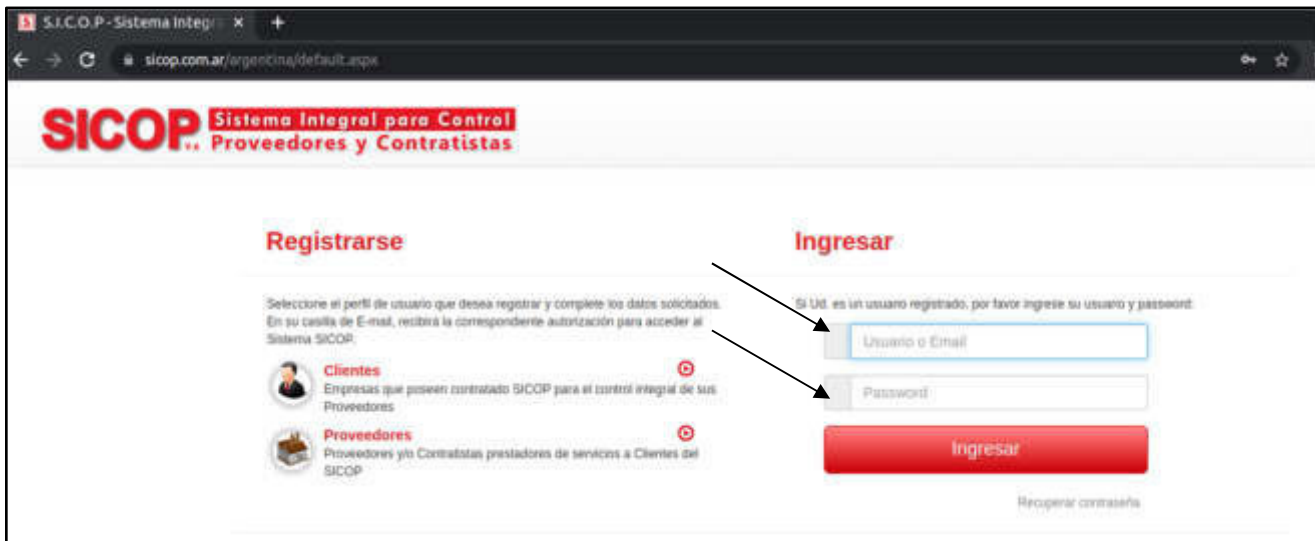 S.I.C.O.P - Sistema Integr
sicop.com.ar/argentina/default.aspx
SICOP
Sistema Integral para Control
Proveedores y Contratistas
Registrarse
Seleccione el perfil de usuario que desea registrar y complete los datos solicitados.
En su casilla de E-mail, recibirá la correspondiente autorización para acceder al
Sistema SICOP.
Clientes
Empresas que poseen contratado SICOP para el control integral de sus
Proveedores
Proveedores
Proveedores y/o Contratistas prestadores de servicios a Clientes del
SICOP
Ingresar
Si Ud. es un usuario registrado, por favor ingrese su usuario y password:
Usuario o Email
Password
Ingresar
Recuperar contraseña